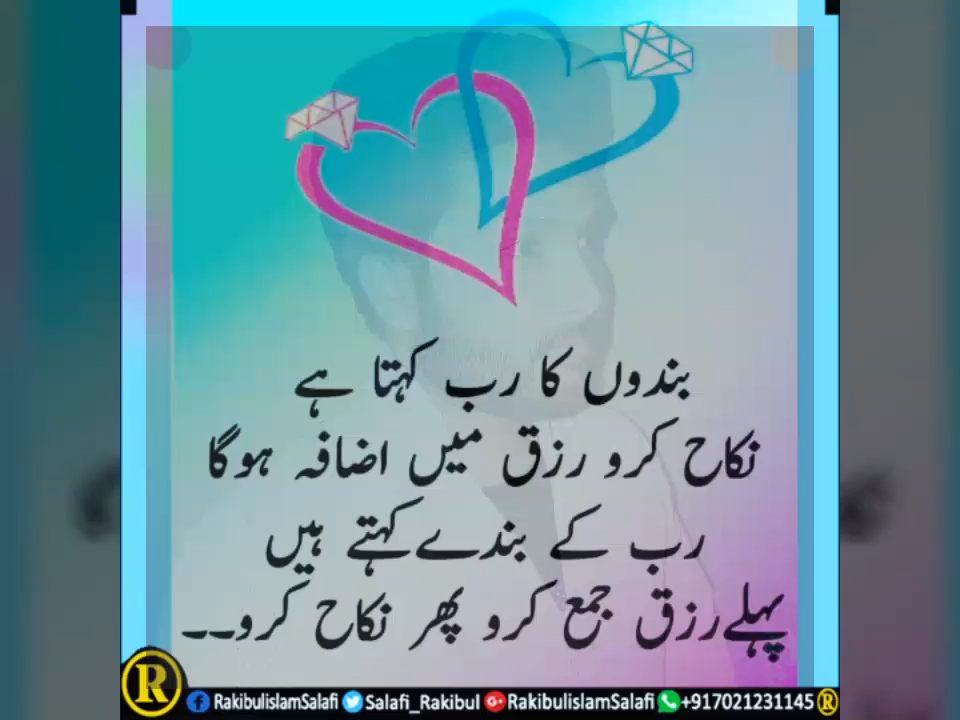 بندوں کا رب کہتا ہے
نکاح کرو رزق میں اضافہ ہوگا
رب کے بندے کہتے ہیں
پہلے رزق جمع کرو پھر نکاح کرو۔۔
R RakibulislamSalafi Salafi_Rakibul G+ RakibulislamSalafi +917021231145 R